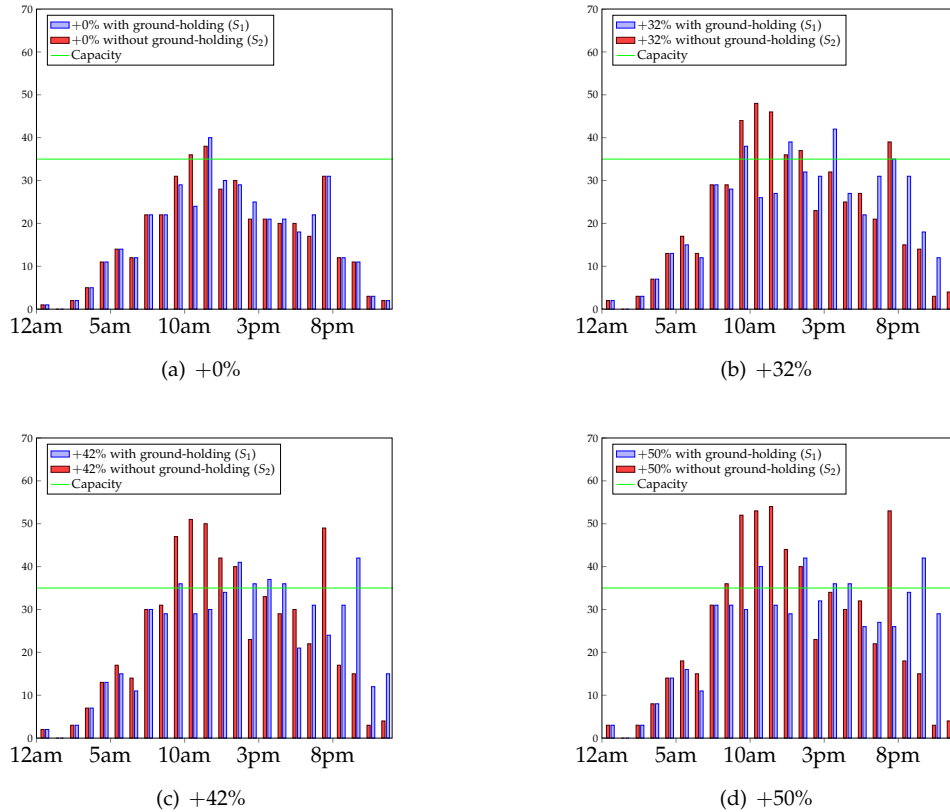 70
60
50
40
30
20
10
0
+0% with ground-holding (S1)
+0% without ground-holding (S2)
Capacity
12am 5am 10am 3pm 8pm
(a) +0%
70
60
50
40
30
20
10
0
+32% with ground-holding (S1)
+32% without ground-holding (S2)
Capacity
12am 5am 10am 3pm 8pm
(b) +32%
70
60
50
40
30
20
10
0
+42% with ground-holding (S1)
+42% without ground-holding (S2)
Capacity
12am 5am 10am 3pm 8pm
(c) +42%
70
60
50
40
30
20
10
0
+50% with ground-holding (S1)
+50% without ground-holding (S2)
Capacity
12am 5am 10am 3pm 8pm
(d) +50%